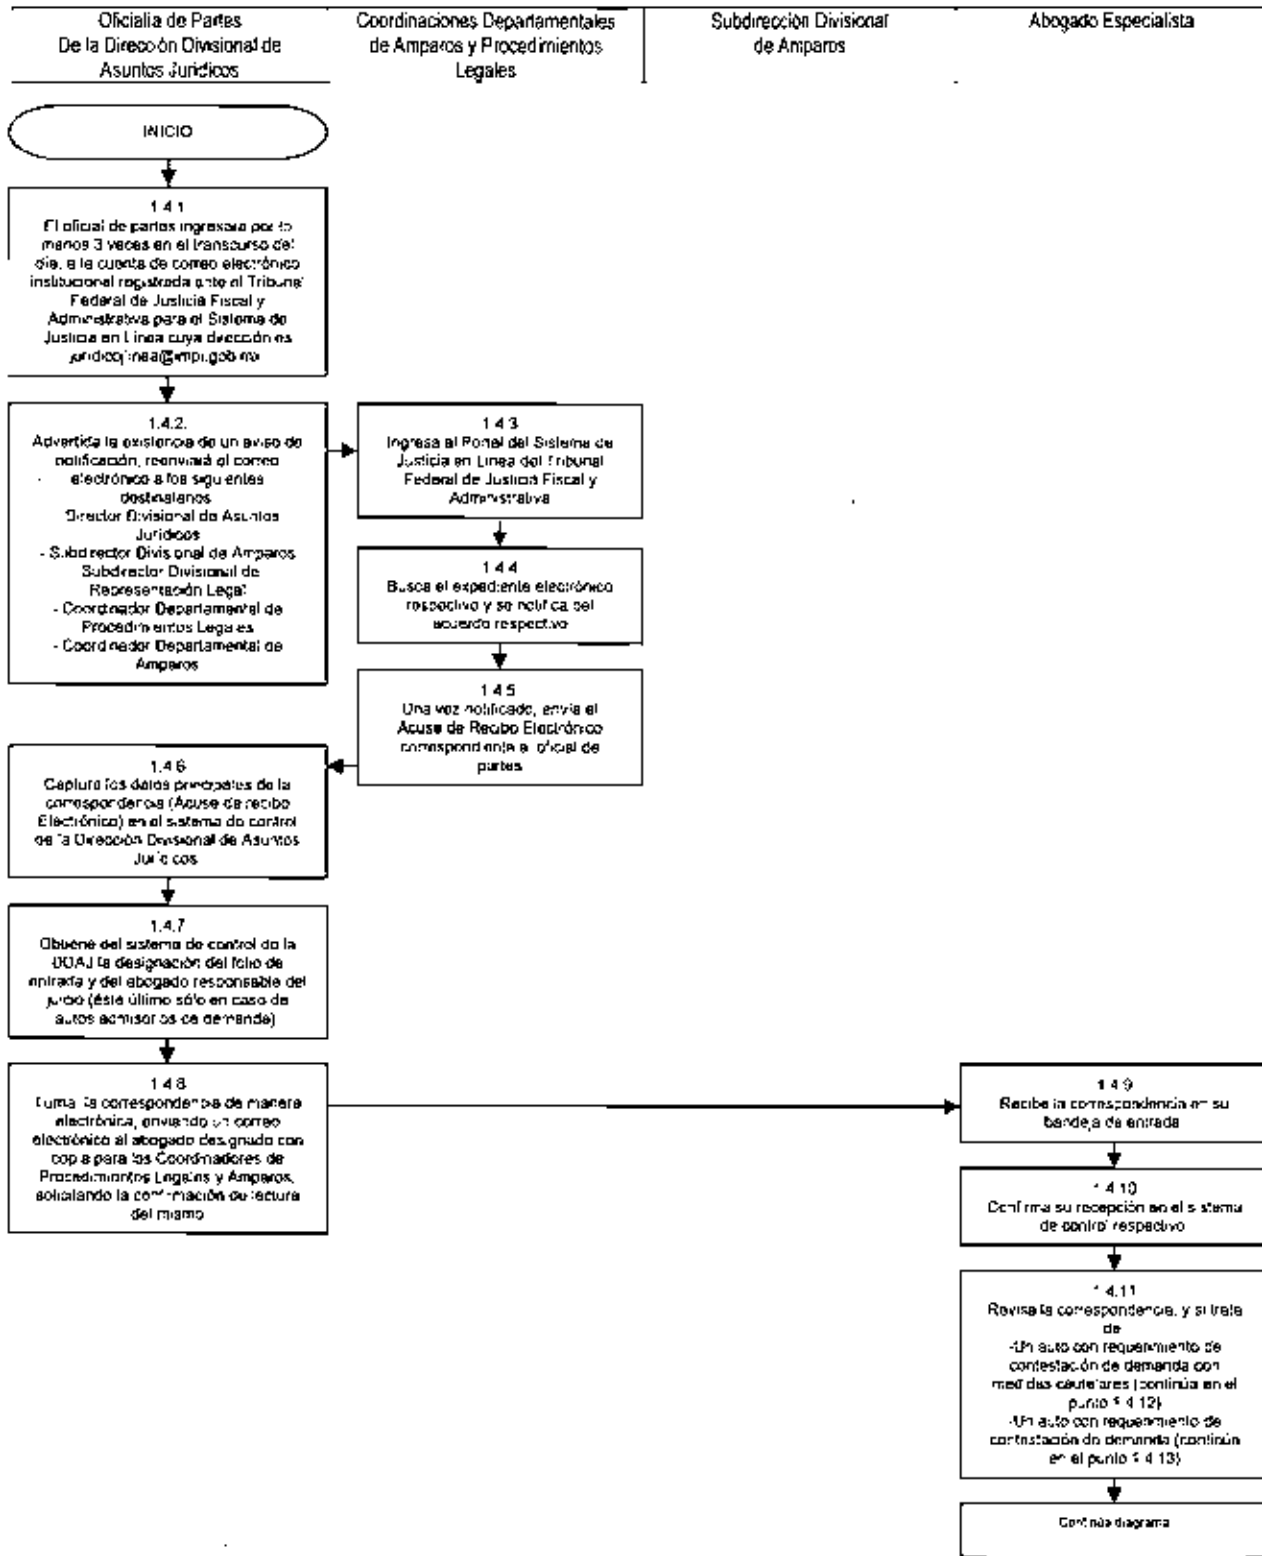 Oficialia de Partes
De la Dirección Divisional de
Asuntos Juridicos
Coordinaciones Departamentales
de Amparos y Procedimientos
Legales
Subdirección Divisional
de Amparos
Abogado Especialista
INICIO
1.4.1
El oficial de partes ingresara por lo
menos 3 veces en el transcurso del
dia, a la cuenta de correo electrónico
institucional registrada ante el Tribunal
Federal de Justicia Fiscal y
Administrativa para el Sistema de
Justicia en Linea cuya dirección es
1.4.2.
Advertida la existencia de un aviso de
notificación, reenviará el correo
electrónico a los siguientes
destinatarios
Director Divisional de Asuntos
Jurídicos
- Subdirector Divisional de Amparos
Subdirector Divisional de
Representación Legal
- Coordinador Departamental de
Procedimientos Legales
- Coordinador Departamental de
Amparos
1.4.3
Ingresa al Portal del Sistema de
Justicia en Linea del Tribunal
Federal de Justicia Fiscal y
Administrativa
1.4.4
Busca el expediente electrónico
respectivo y se notifica del
acuerdo respectivo
1.4.5
Una vez notificado, envía el
Acuse de Recibo Electrónico
correspondiente al oficial de
partes
1.4.6
Captura los datos principales de la
correspondencia (Acuse de recibo
Electrónico) en el sistema de control
de la Dirección Divisional de Asuntos
Jurídicos
1.4.7
Obtiene del sistema de control de la
DDAJ la designación del folio de
entrada y del abogado responsable del
juicio (éste último sólo en caso de
autos admisorios de demanda)
1.4.8
Turna la correspondencia de manera
electrónica, enviando un correo
electrónico al abogado designado con
copia para los Coordinadores de
Procedimientos Legales y Amparos,
solicitando la confirmación de lectura
del mismo
1.4.9
Recibe la correspondencia en su
bandeja de entrada
1.4.10
Confirma su recepción en el sistema
de control respectivo
1.4.11
Revisa la correspondencia, y si trata
de
-Un auto con requerimiento de
contestación de demanda con
medidas cautelares (continúa en el
punto 1.4.12)
-Un auto con requerimiento de
contestación de demanda (continúa
en el punto 1.4.13)
Continúa diagrama